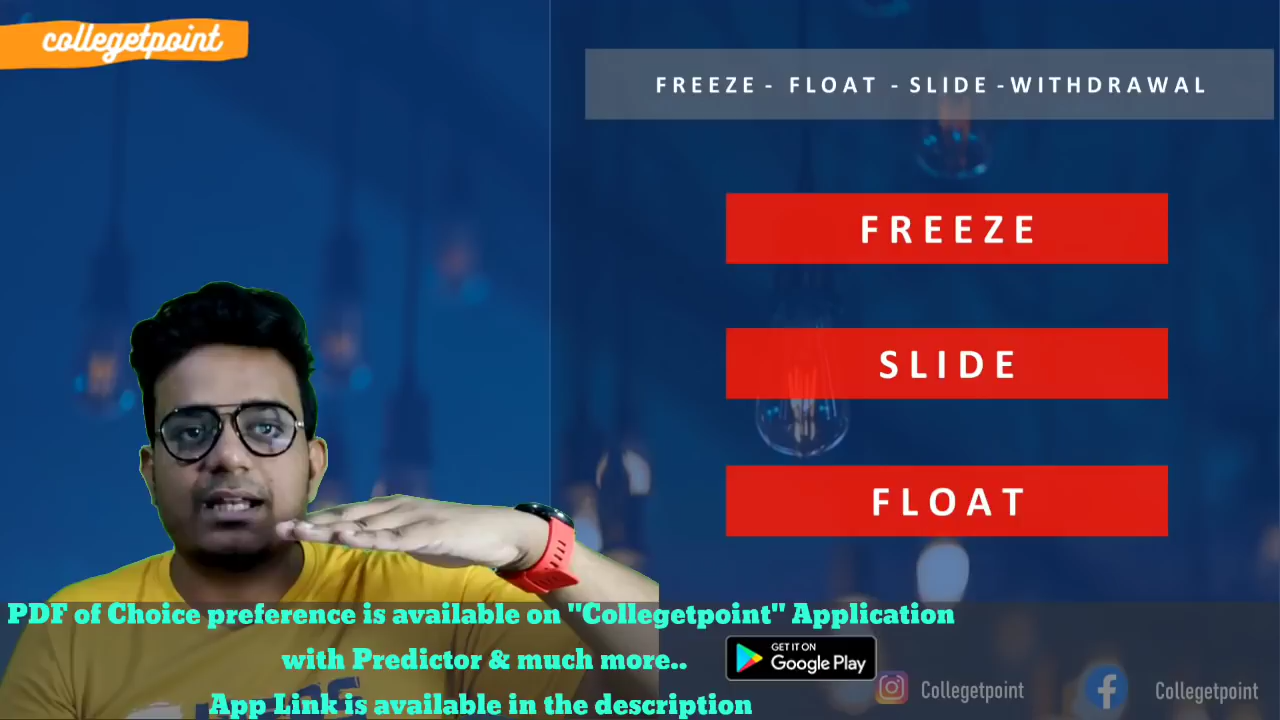 collegetpoint
FREEZE - FLOAT - SLIDE -WITHDRAWAL
FREEZE
SLIDE
FLOAT
PDF of Choice preference is available on "Collegetpoint" Application
with Predictor & much more..
App Link is available in the description
GET IT ON
Google Play
Collegetpoint
Collegetpoint